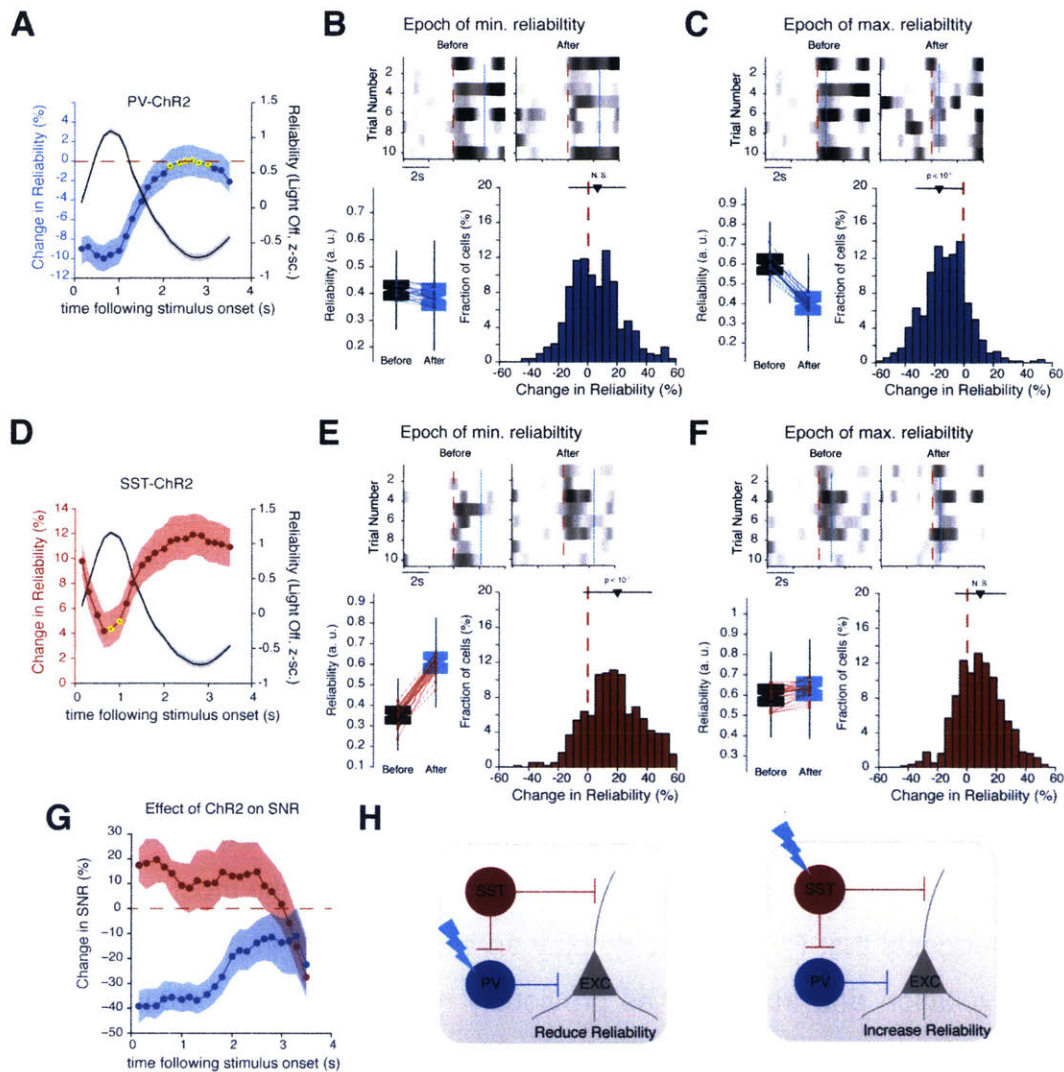 A
PV-ChR2
Change in Reliability (%)
4
2
0
-2
-4
-6
-8
-10
-12
Reliability (Light Off, z-sc.)
1.5
1
0.5
0
-0.5
-1
0 1 2 3 4
time following stimulus onset (s)
B
Epoch of min. reliabiltity
Before
After
Trial Number
2
4
6
8
10
2s
Reliability (a. u.)
0.7
0.6
0.5
0.4
0.3
0.2
Before After
N.S.
Fraction of cells (%)
20
16
12
8
4
0
-60 -40 -20 0 20 40 60
Change in Reliability (%)
C
Epoch of max. reliabiltity
Before
After
Trial Number
2
4
6
8
10
2s
Reliability (a. u.)
0.9
0.8
0.7
0.6
0.5
0.4
0.3
0.2
Before After
Fraction of cells (%)
20
16
12
8
4
0
-60 -40 -20 0 20 40 60
Change in Reliability (%)
D
SST-ChR2
Change in Reliability (%)
14
12
10
8
6
4
2
0
Reliability (Light Off, z-sc.)
1.5
1
0.5
0
-0.5
-1
0 1 2 3 4
time following stimulus onset (s)
E
Epoch of min. reliabiltity
Before
After
Trial Number
2
4
6
8
10
2s
Reliability (a. u.)
0.9
0.8
0.7
0.6
0.5
0.4
0.3
0.2
0.1
Before After
Fraction of cells (%)
20
16
12
8
4
0
-60 -40 -20 0 20 40 60
Change in Reliability (%)
F
Epoch of max. reliabiltity
Before
After
Trial Number
2
4
6
8
10
2s
Reliability (a. u.)
1
0.9
0.8
0.7
0.6
0.5
0.4
0.3
Before After
N.S.
Fraction of cells (%)
20
16
12
8
4
0
-60 -40 -20 0 20 40 60
Change in Reliability (%)
G
Effect of ChR2 on SNR
Change in SNR (%)
30
20
10
0
-10
-20
-30
-40
-50
0 1 2 3 4
time following stimulus onset (s)
H
SST
PV
EXC
Reduce Reliability
SST
PV
EXC
Increase Reliability